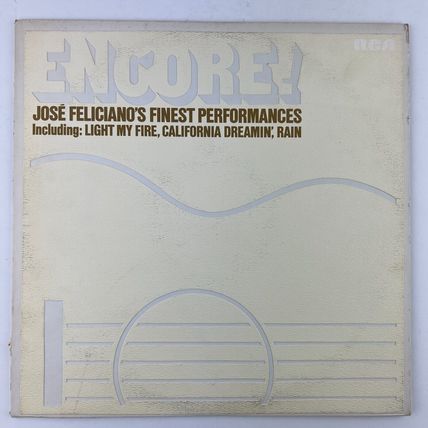 ENCORE!
RCA
JOSÉ FELICIANO'S FINEST PERFORMANCES
Including: LIGHT MY FIRE, CALIFORNIA DREAMIN', RAIN